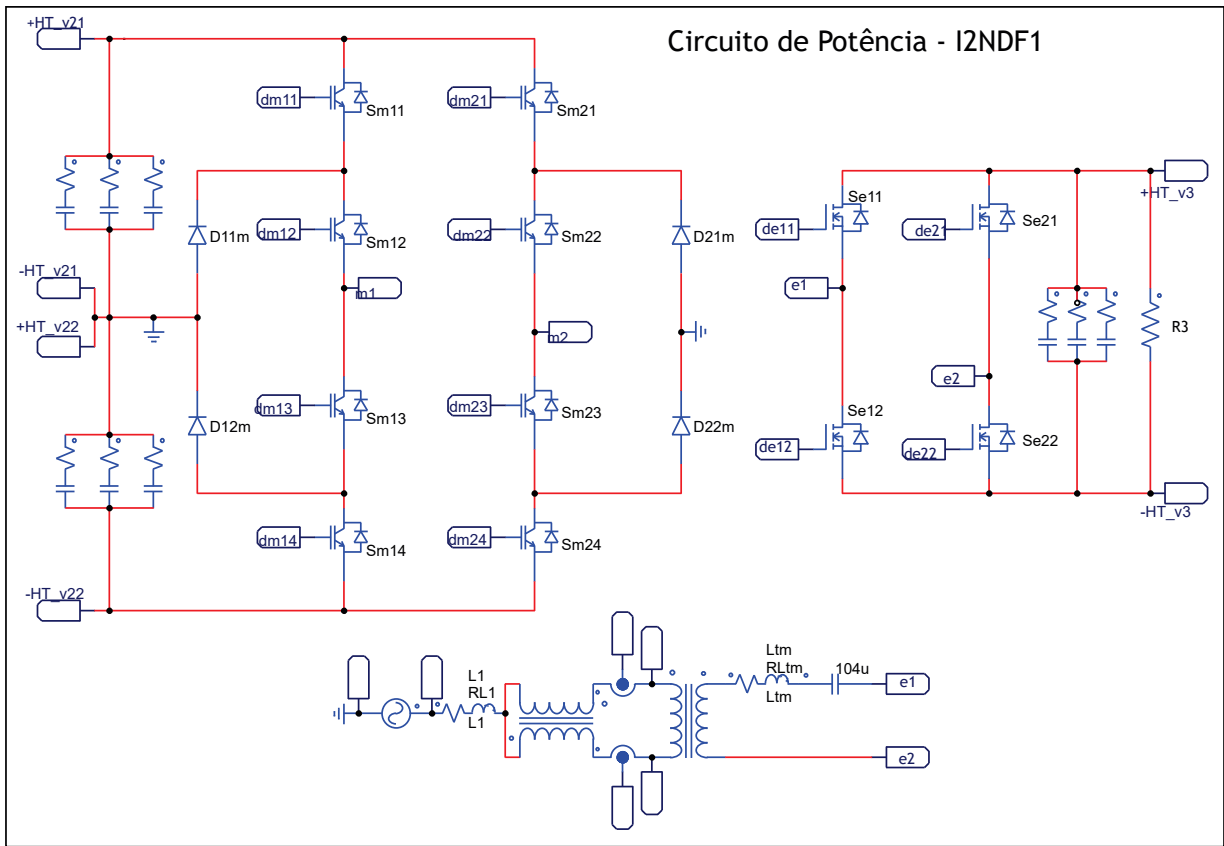 Circuito de Potência - I2NDF1
+HT_v21
dm11
Sm11
dm21
Sm21
D11m
dm12
Sm12
dm22
Sm22
D21m
-HT_v21
+HT_v22
m1
m2
D12m
dm13
Sm13
dm23
Sm23
D22m
dm14
Sm14
dm24
Sm24
-HT_v22
+HT_v3
de11
Se11
de21
Se21
e1
R3
e2
de12
Se12
de22
Se22
-HT_v3
L1
RL1
L1
Ltm
RLtm
Ltm
104u
e1
e2